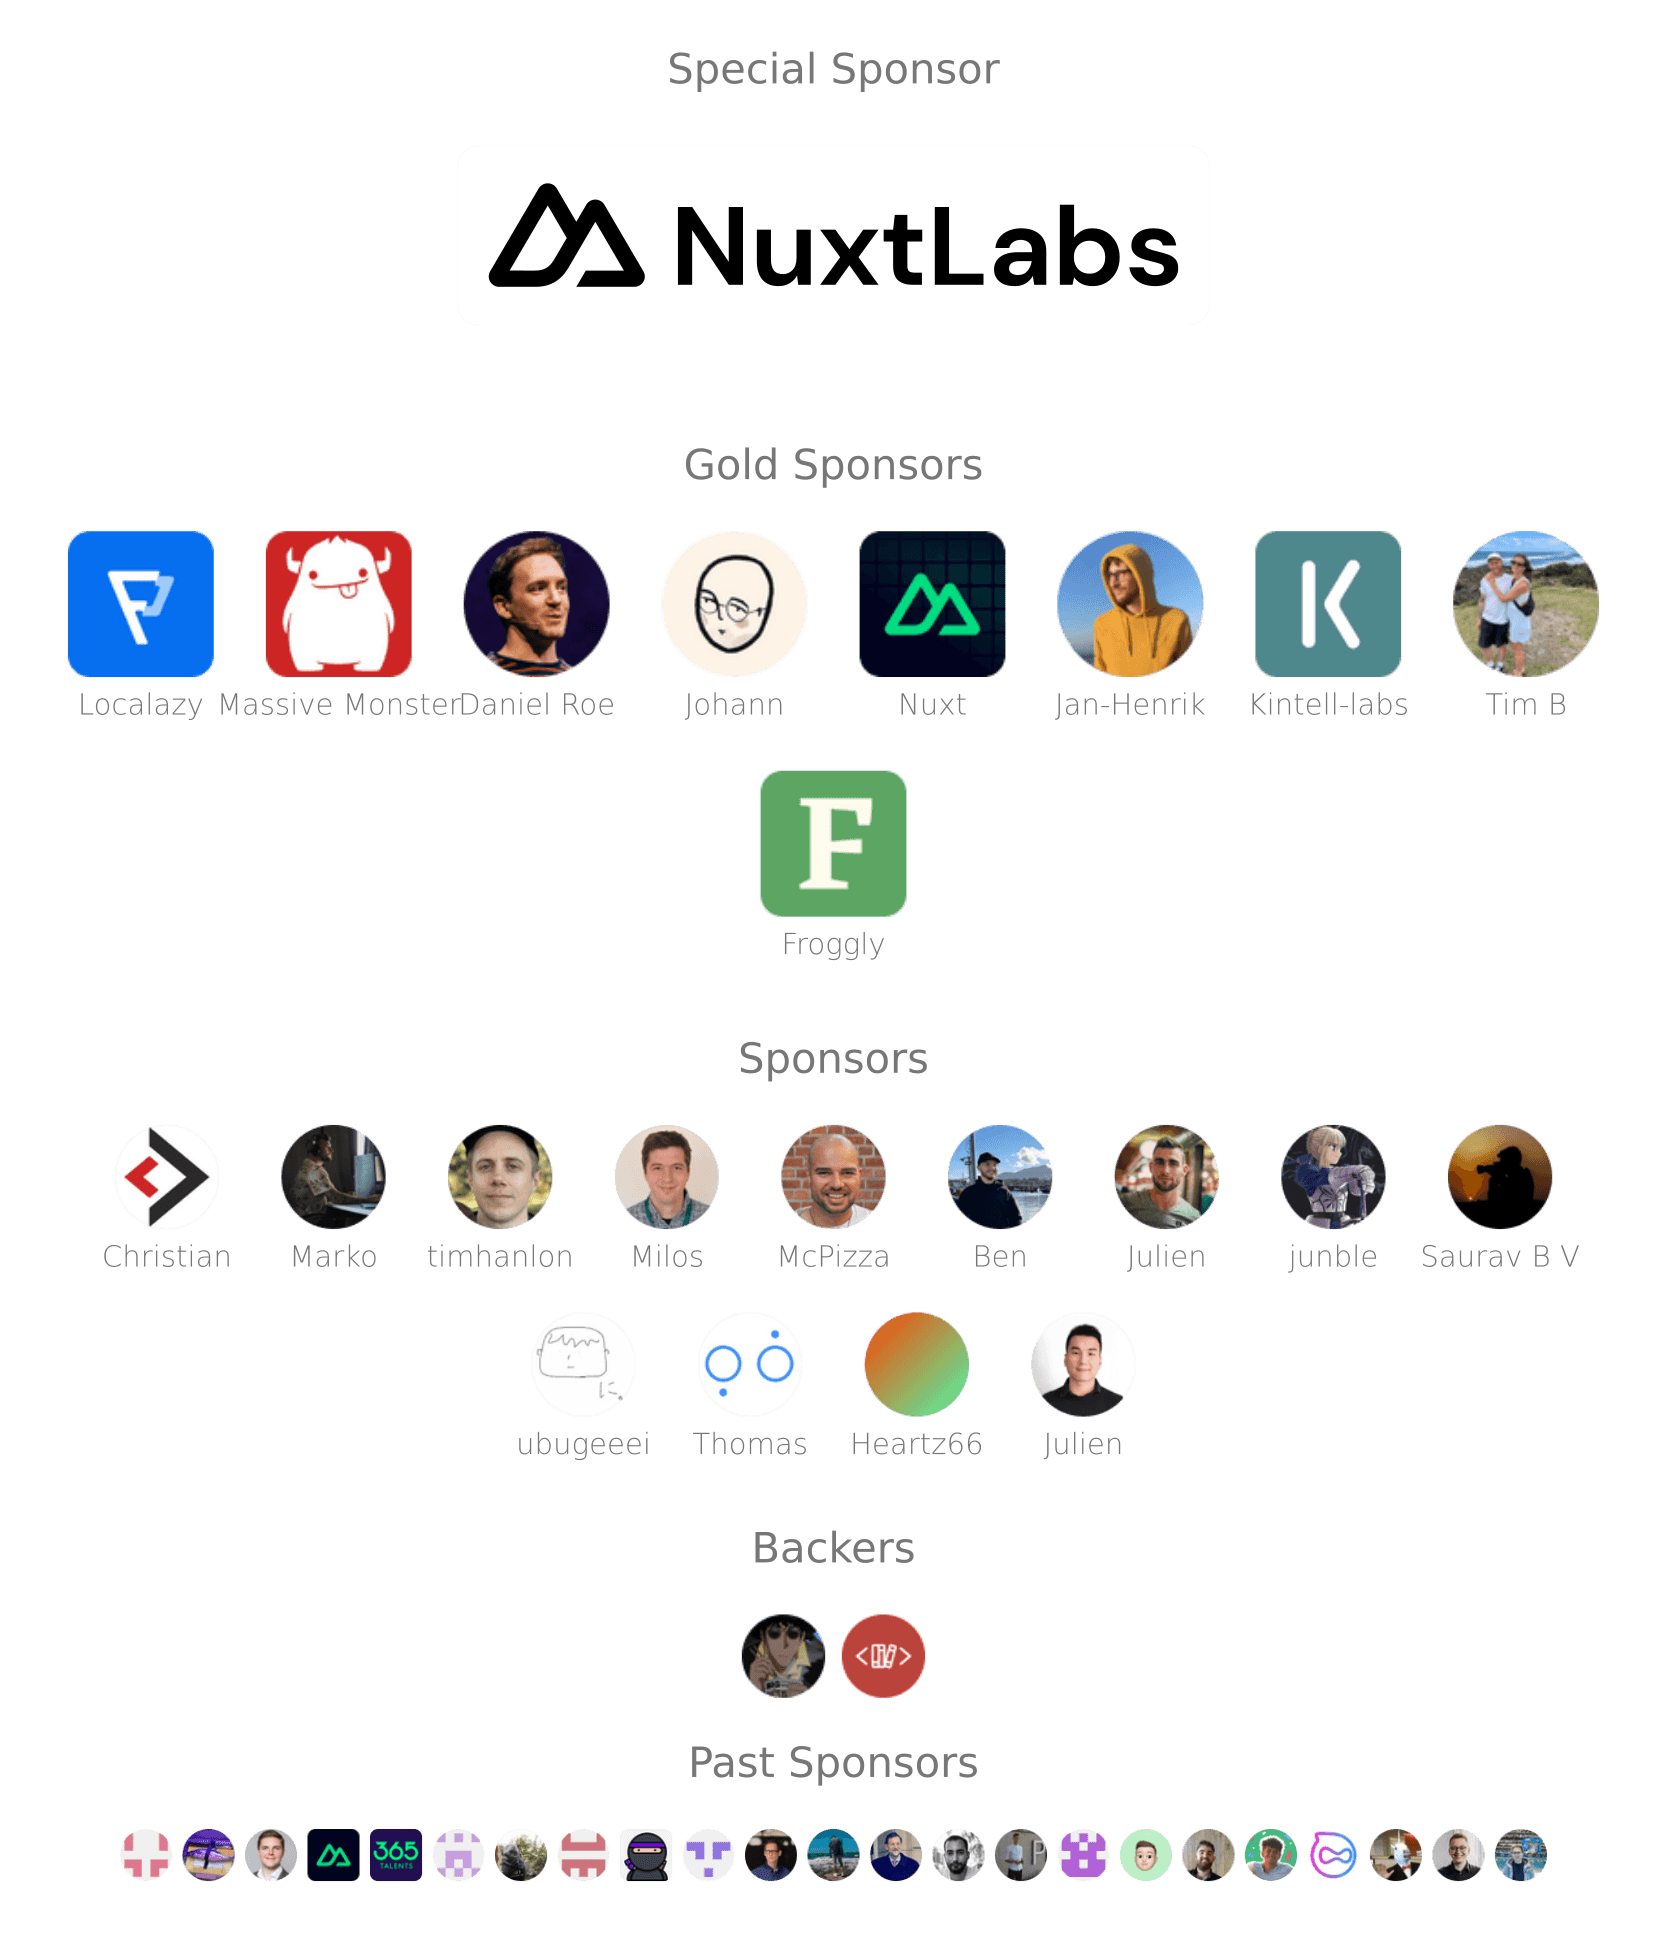 Special Sponsor
NuxtLabs
Gold Sponsors
Localazy Massive Monster Daniel Roe Johann Nuxt Jan-Henrik Kintell-labs Tim B
F
Froggly
Sponsors
Christian Marko timhanlon Milos McPizza Ben Julien junble Saurav B V
ubugeeei Thomas Heartz66 Julien
Backers
Past Sponsors
365
TALENTS